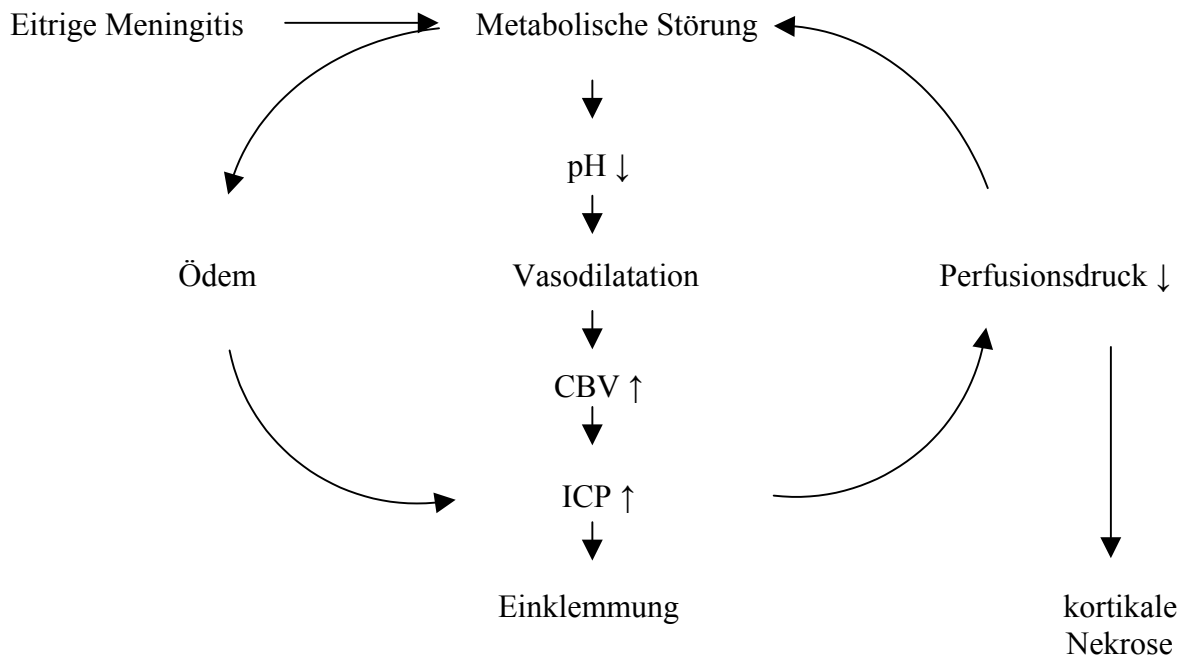 Eitrige Meningitis
Metabolische Störung
pH ↓
Ödem
Vasodilatation
Perfusionsdruck ↓
CBV ↑
ICP ↑
Einklemmung
kortikale
Nekrose